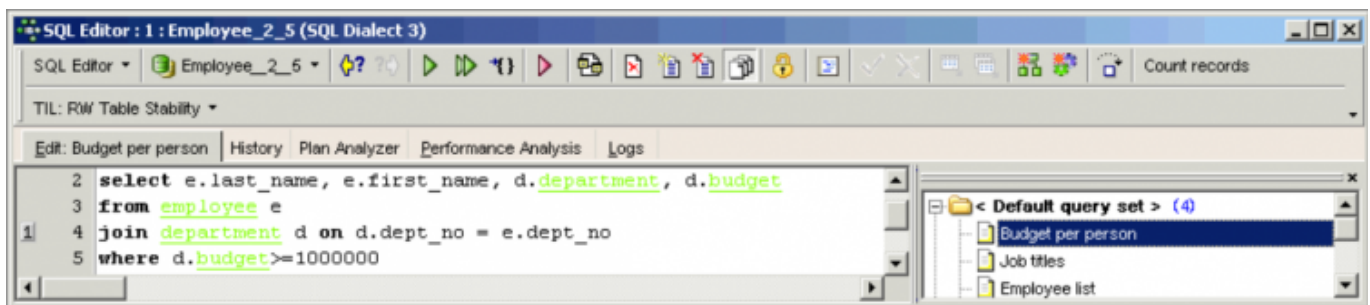 SQL Editor : 1 : Employee_2_5 (SQL Dialect 3)
SQL Editor Employee_2_5 Count records
TIL: RW Table Stability
Edit: Budget per person History Plan Analyzer Performance Analysis Logs
2 select e.last_name, e.first_name, d.department, d.budget
3 from employee e
1 4 join department d on d.dept_no = e.dept_no
5 where d.budget>=1000000
< Default query set > (4)
Budget per person
Job titles
Employee list